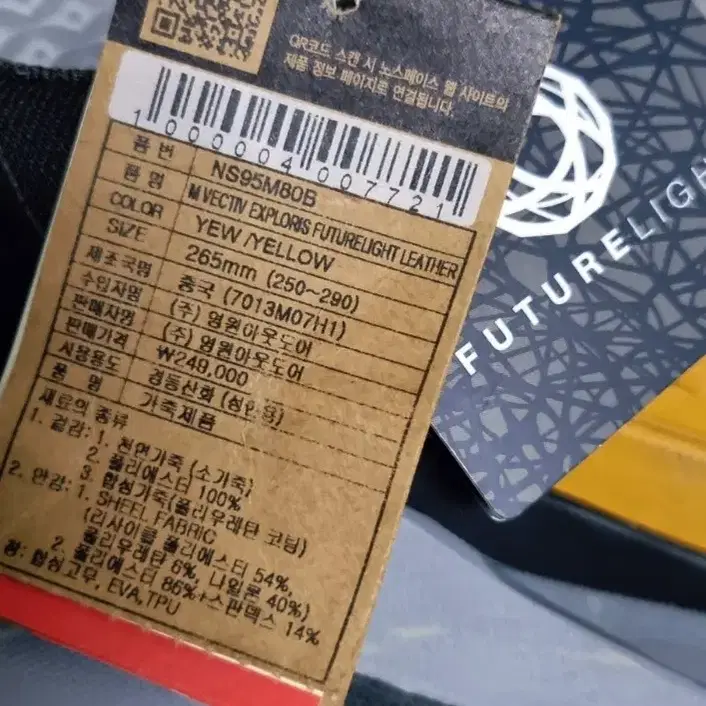 QR코드 스캔 시 노스페이스 웹 사이트의
제품 정보 페이지로 연결됩니다.
1000004007721
품 번 NS95M80B
품 명 M VECTIV EXPLORIS FUTURELIGHT LEATHER
COLOR YEW /YELLOW
SIZE 265mm (250~290)
제조국명 중국 (7013M07H1)
수입자명 (주) 영원아웃도어
판매자명 (주) 영원아웃도어
판매가격 ₩249,000
사용용도 경등산화 (성인용)
품 명 가죽제품
재료의 종류
1. 겉감: 1. 천연가죽 (소가죽)
2. 폴리에스터 100%
3. 합성가죽(폴리우레탄 코팅)
2. 안감: 1. SHEEL FABRIC
(리사이클 폴리에스터 54%,
폴리우레탄 6%, 나일론 40%)
2. 폴리에스터 86%+스판덱스 14%
창: 합성고무, EVA,TPU
FUTURELIGH